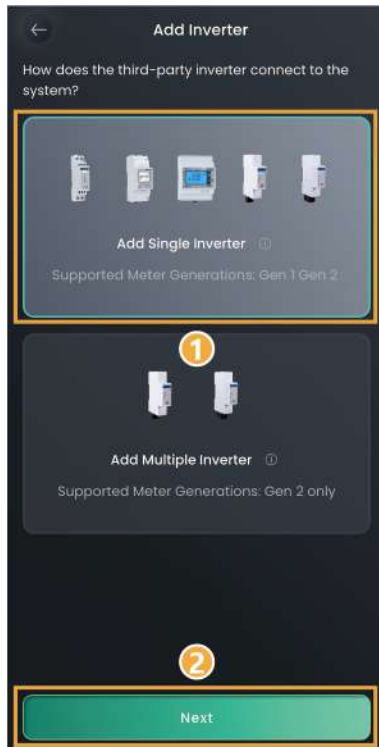 Add Inverter
How does the third-party inverter connect to the
system?
Add Single Inverter
Supported Meter Generations: Gen 1 Gen 2
1
Add Multiple Inverter
Supported Meter Generations: Gen 2 only
2
Next